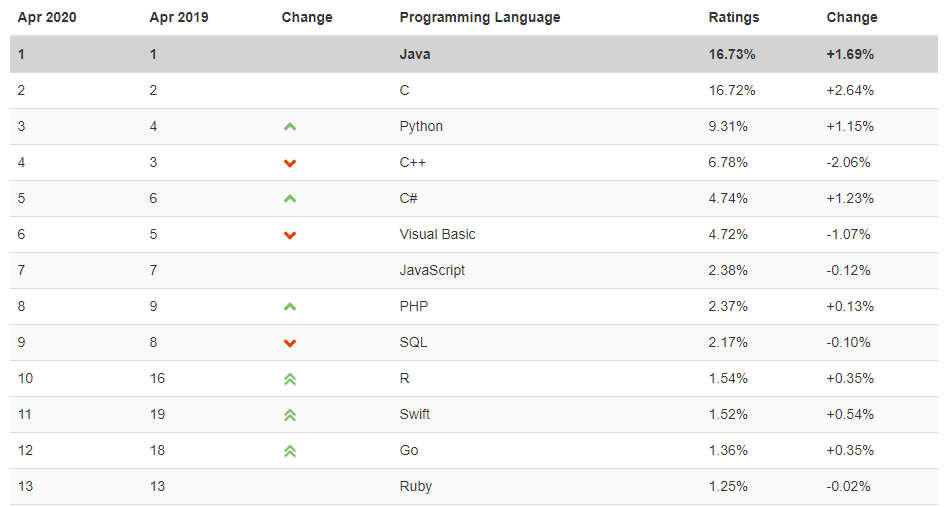 Apr 2020 Apr 2019 Change Programming Language Ratings Change
1 1 Java 16.73% +1.69%
2 2 C 16.72% +2.64%
3 4 Python 9.31% +1.15%
4 3 C++ 6.78% -2.06%
5 6 C# 4.74% +1.23%
6 5 Visual Basic 4.72% -1.07%
7 7 JavaScript 2.38% -0.12%
8 9 PHP 2.37% +0.13%
9 8 SQL 2.17% -0.10%
10 16 R 1.54% +0.35%
11 19 Swift 1.52% +0.54%
12 18 Go 1.36% +0.35%
13 13 Ruby 1.25% -0.02%